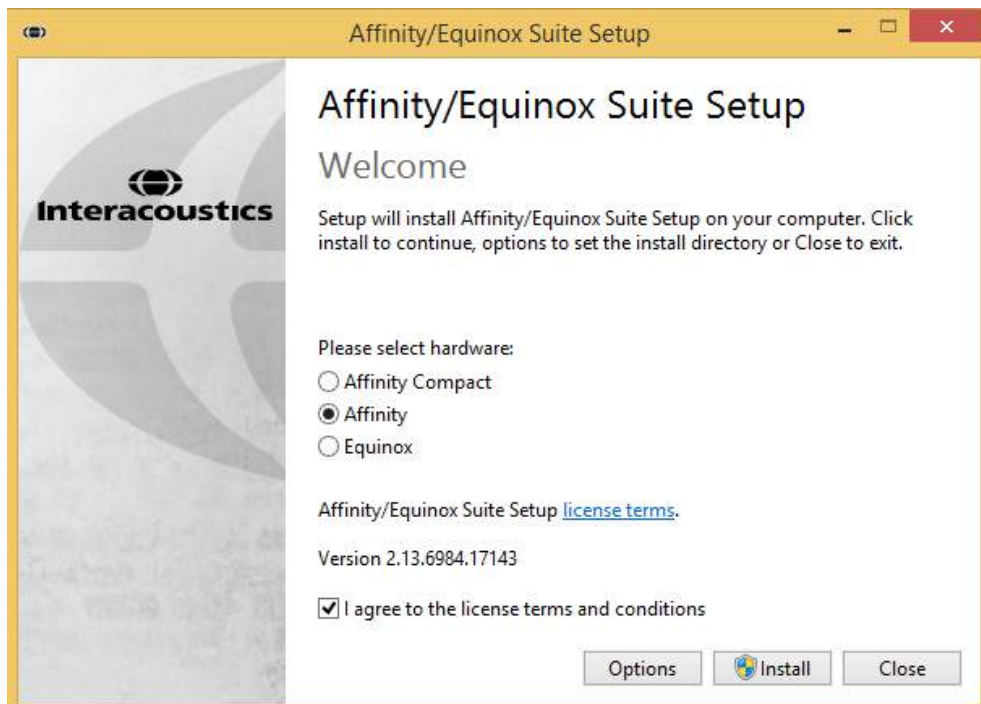 Affinity/Equinox Suite Setup
Affinity/Equinox Suite Setup
Welcome
Interacoustics
Setup will install Affinity/Equinox Suite Setup on your computer. Click
install to continue, options to set the install directory or Close to exit.
Please select hardware:
Affinity Compact
Affinity
Equinox
Affinity/Equinox Suite Setup license terms.
Version 2.13.6984.17143
I agree to the license terms and conditions
Options Install Close